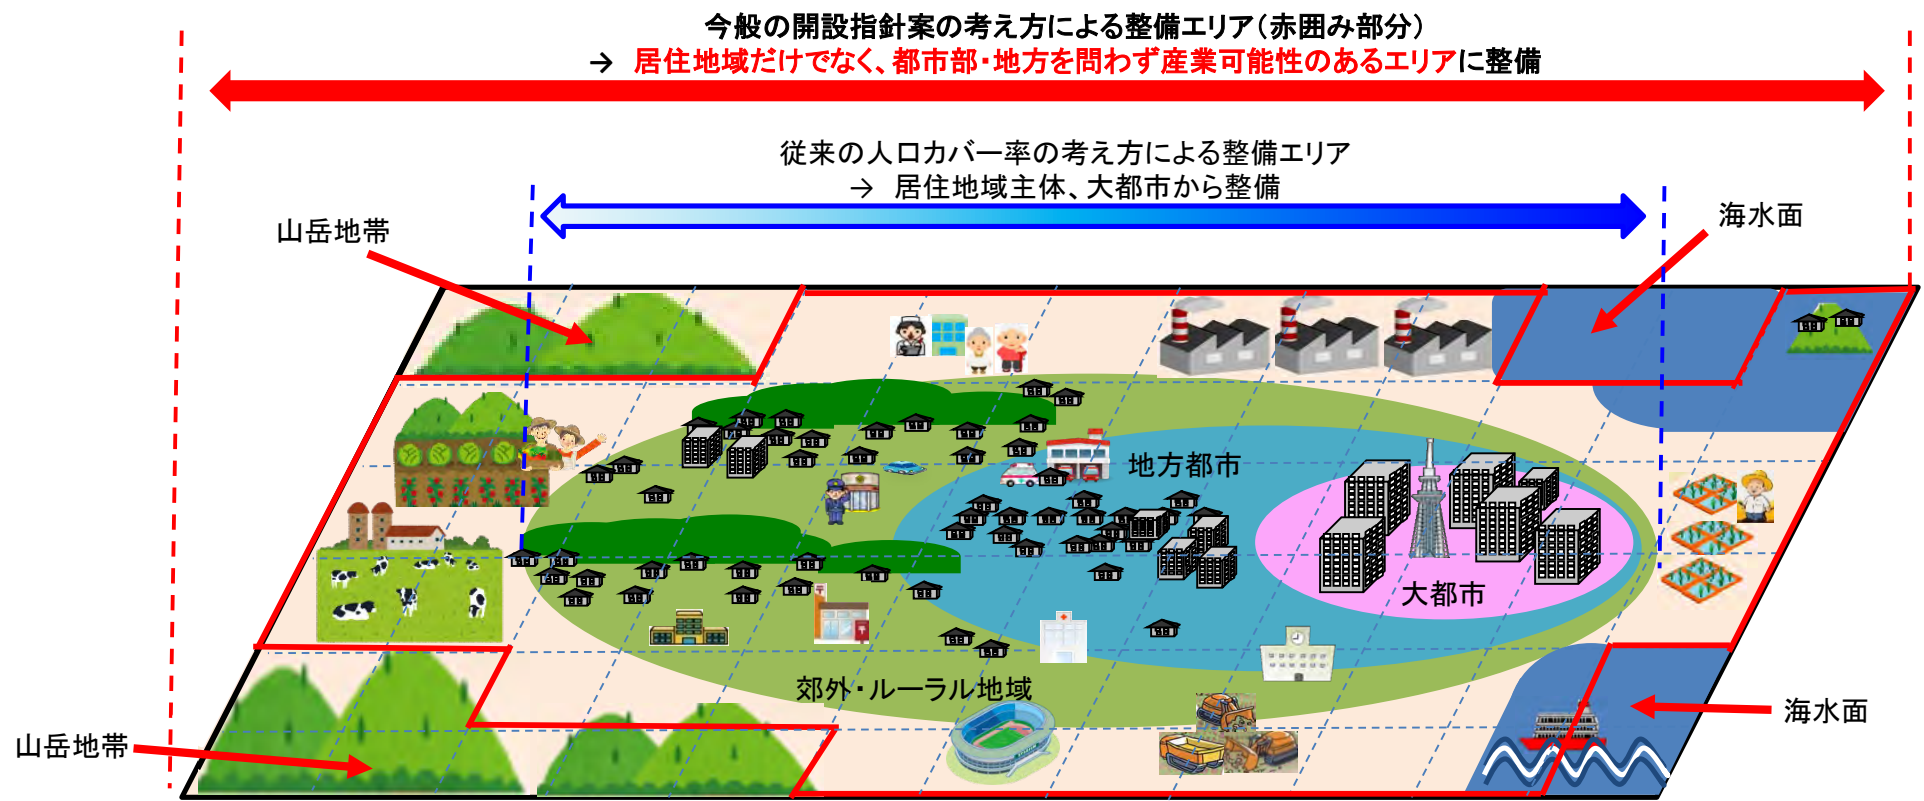 今般の開設指針案の考え方による整備エリア(赤囲み部分)
→ 居住地域だけでなく、都市部・地方を問わず産業可能性のあるエリアに整備
従来の人口カバー率の考え方による整備エリア
→ 居住地域主体、大都市から整備
山岳地帯
海水面
地方都市
大都市
郊外・ルーラル地域
山岳地帯
海水面